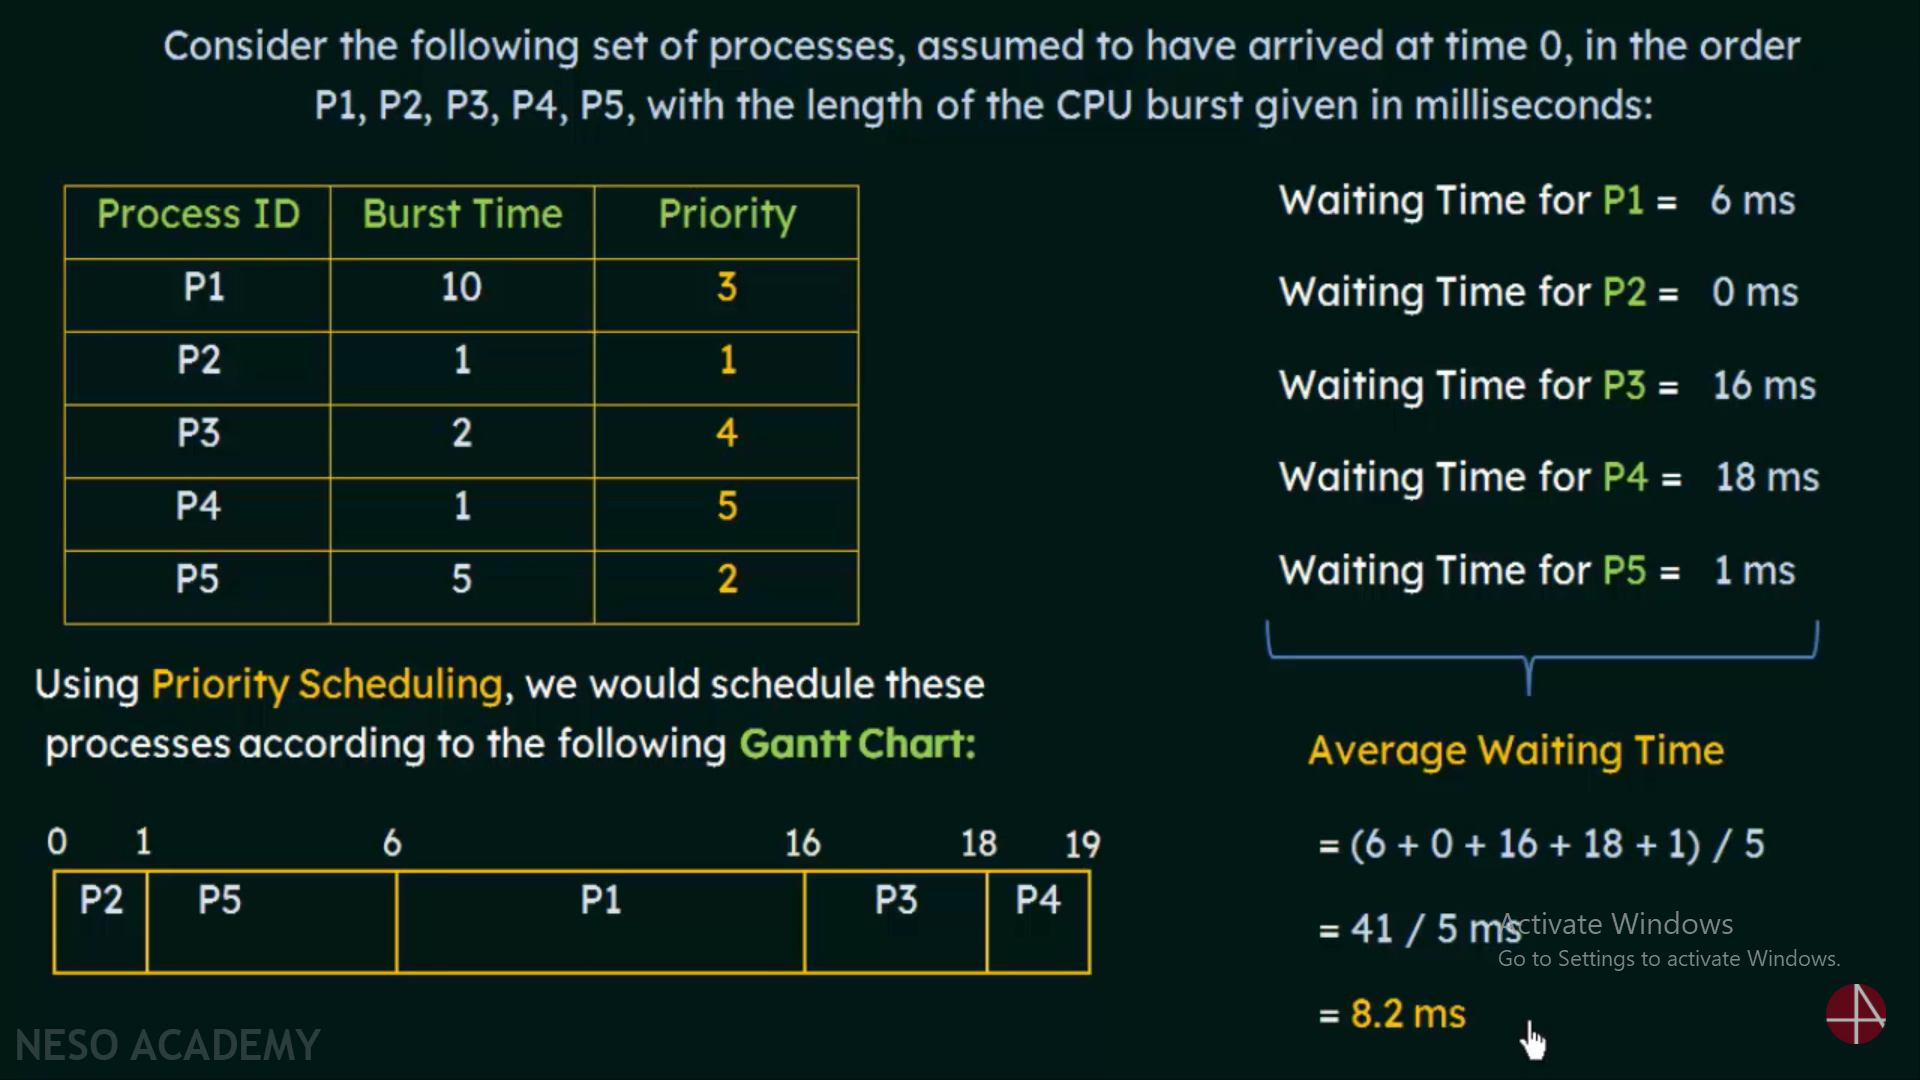 Consider the following set of processes, assumed to have arrived at time 0, in the order
P1, P2, P3, P4, P5, with the length of the CPU burst given in milliseconds:
Process ID Burst Time Priority
P1 10 3
P2 1 1
P3 2 4
P4 1 5
P5 5 2
Using Priority Scheduling, we would schedule these
processes according to the following Gantt Chart:
0 1 6 16 18 19
P2 P5 P1 P3 P4
Waiting Time for P1 = 6 ms
Waiting Time for P2 = 0 ms
Waiting Time for P3 = 16 ms
Waiting Time for P4 = 18 ms
Waiting Time for P5 = 1 ms
Average Waiting Time
= (6 + 0 + 16 + 18 + 1) / 5
= 41 / 5 ms
= 8.2 ms
Activate Windows
Go to Settings to activate Windows.
NESO ACADEMY